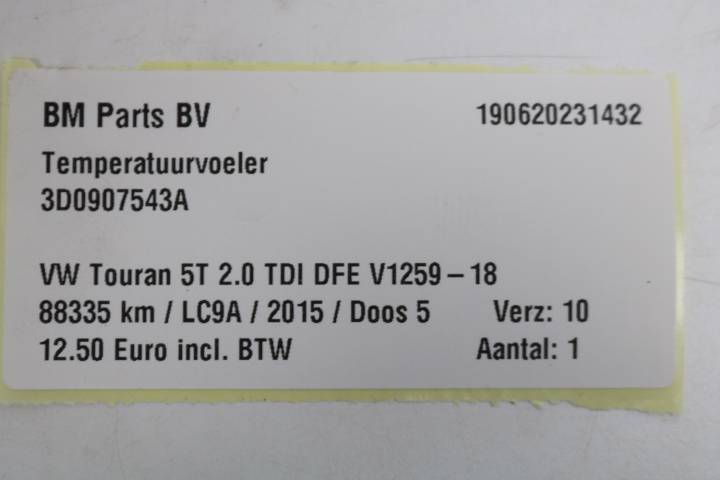 BM Parts BV 190620231432
Temperatuurvoeler
3D0907543A
VW Touran 5T 2.0 TDI DFE V1259 – 18
88335 km / LC9A / 2015 / Doos 5 Verz: 10
12.50 Euro incl. BTW Aantal: 1